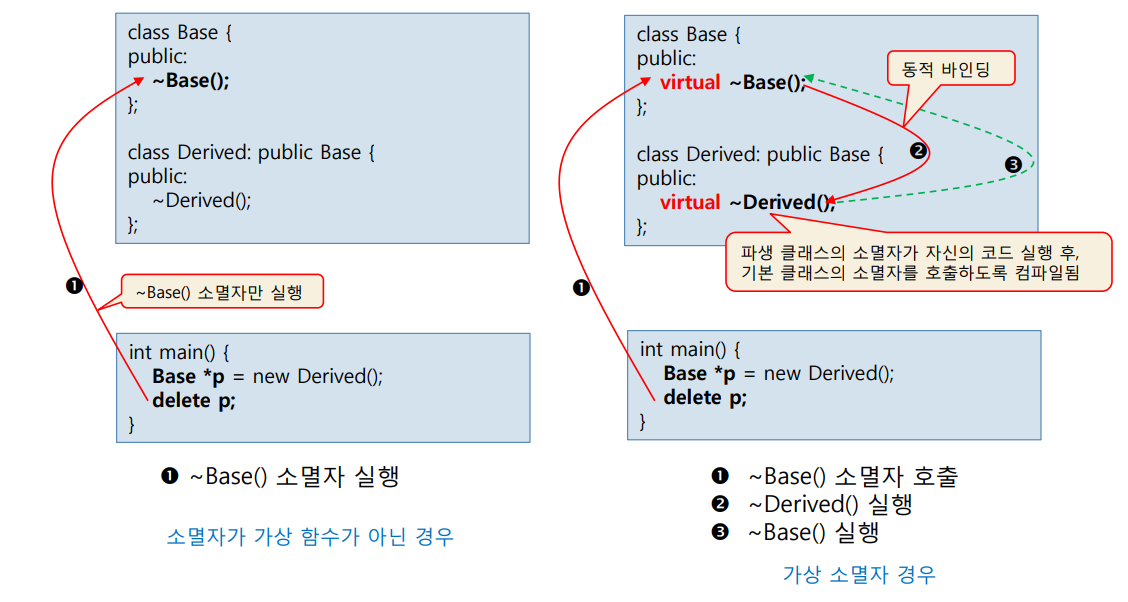 class Base {
public:
~Base();
};
class Derived: public Base {
public:
~Derived();
};
❶
~Base() 소멸자만 실행
int main() {
Base *p = new Derived();
delete p;
}
❶ ~Base() 소멸자 실행
소멸자가 가상 함수가 아닌 경우
class Base {
public:
virtual ~Base();
};
동적 바인딩
❷
❸
class Derived: public Base {
public:
virtual ~Derived();
};
파생 클래스의 소멸자가 자신의 코드 실행 후,
기본 클래스의 소멸자를 호출하도록 컴파일됨
❶
int main() {
Base *p = new Derived();
delete p;
}
❶ ~Base() 소멸자 호출
❷ ~Derived() 실행
❸ ~Base() 실행
가상 소멸자 경우